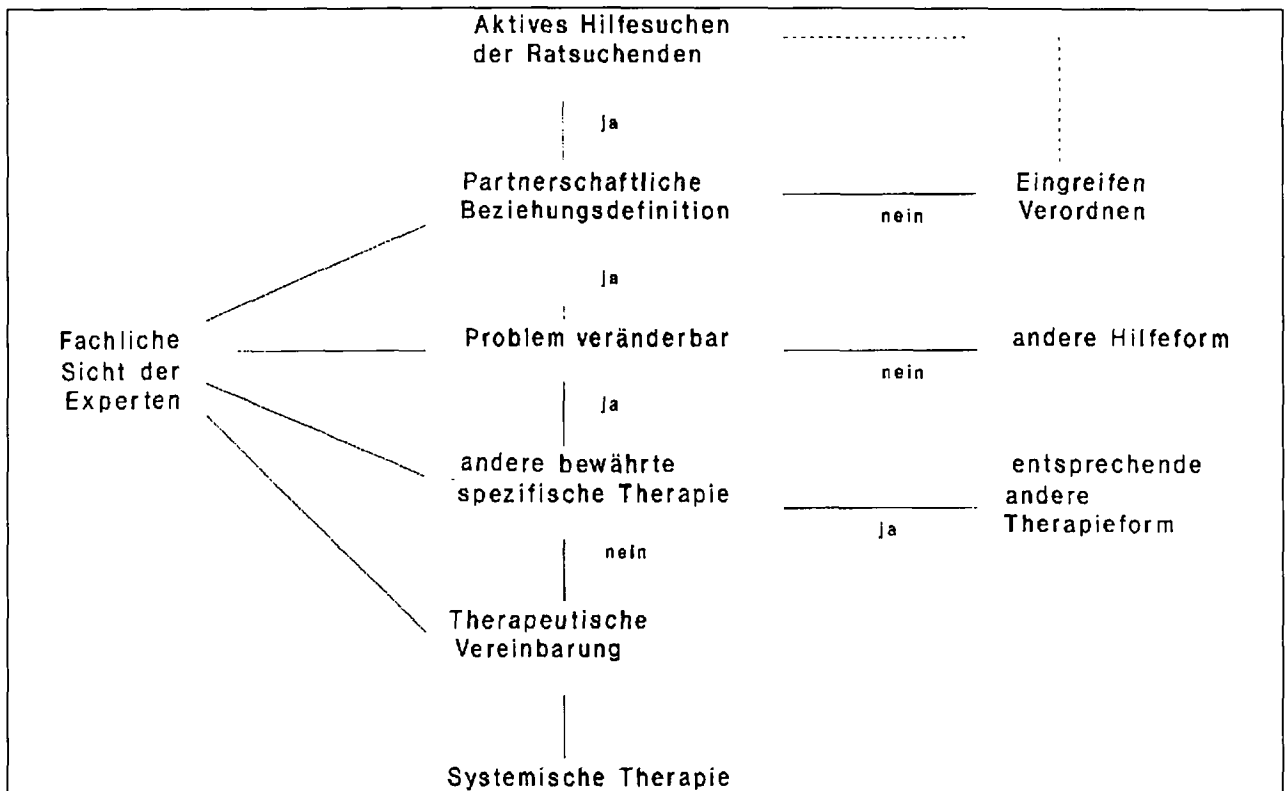 Aktives Hilfesuchen
der Ratsuchenden
ja
Partnerschaftliche
Beziehungsdefinition
nein
Eingreifen
Verordnen
ja
Fachliche
Sicht der
Experten
Problem veränderbar
nein
andere Hilfeform
ja
andere bewährte
spezifische Therapie
ja
entsprechende
andere
Therapieform
nein
Therapeutische
Vereinbarung
Systemische Therapie